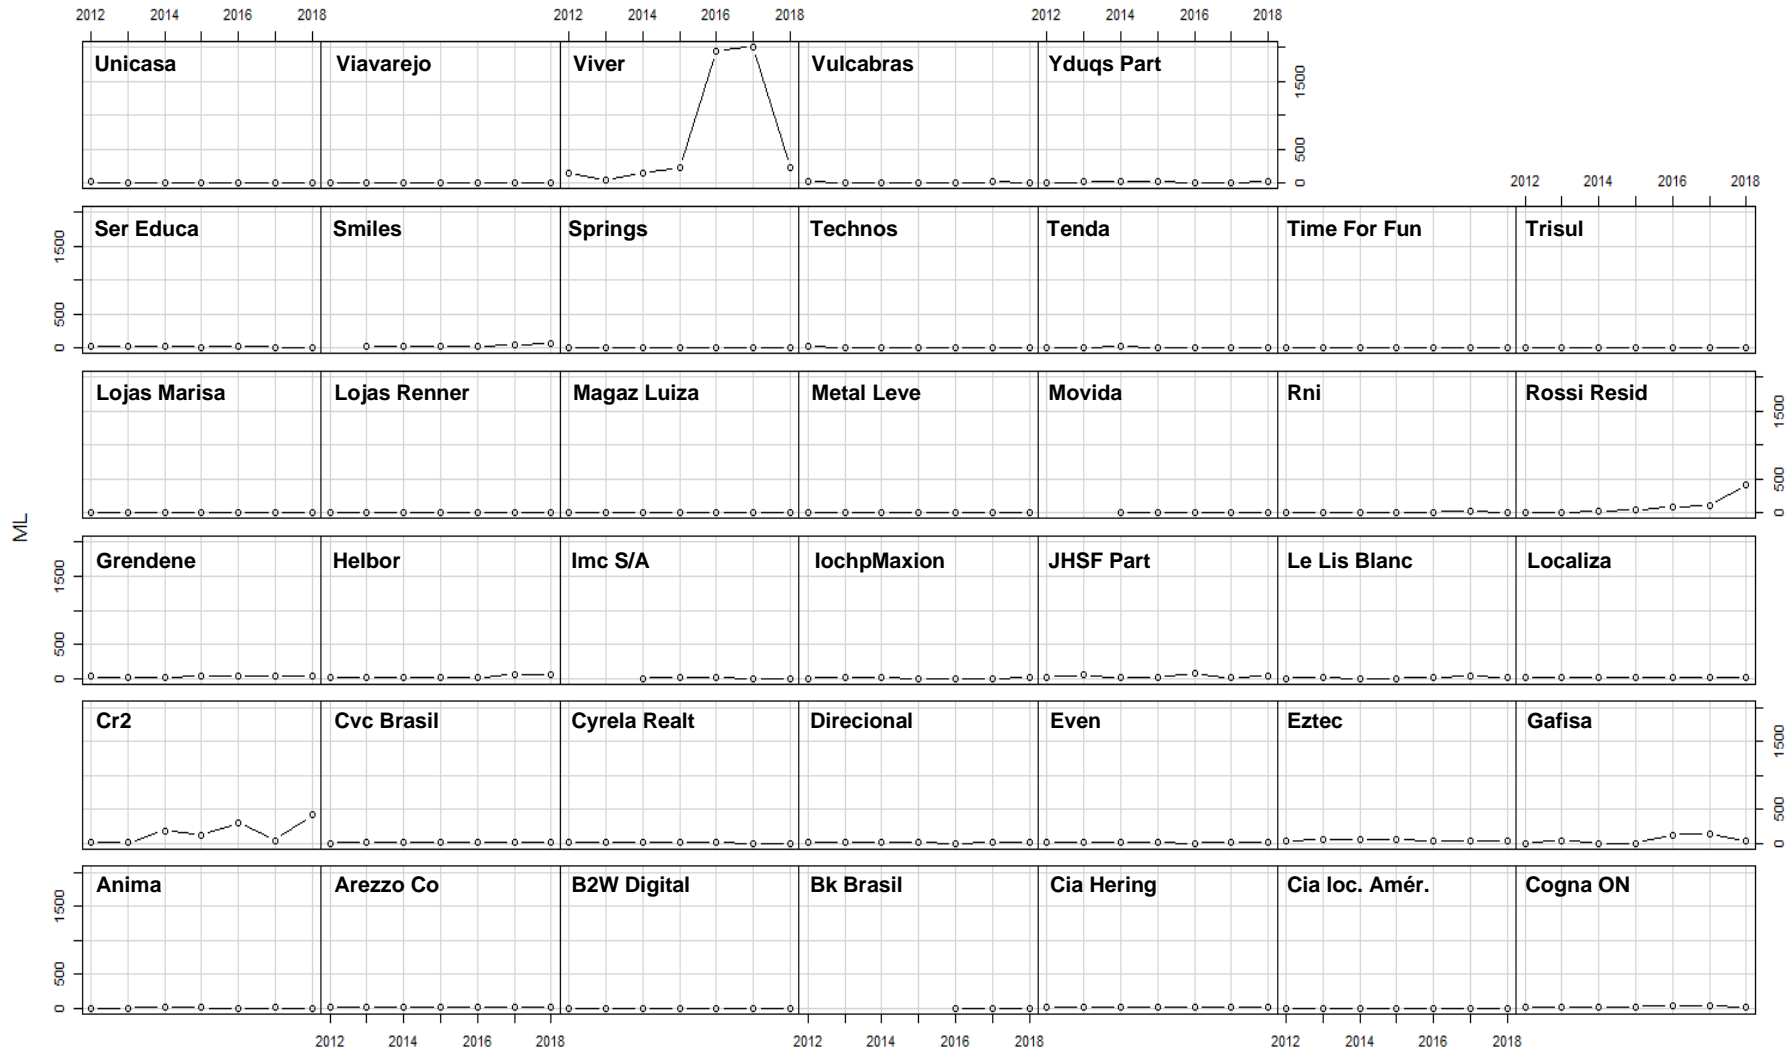 2012 2014 2016 2018 2012 2014 2016 2018 2012 2014 2016 2018
Unicasa Viavarejo Viver Vulcabras Yduqs Part
0 500 1500
2012 2014 2016 2018
Ser Educa Smiles Springs Technos Tenda Time For Fun Trisul
0 500 1500
Lojas Marisa Lojas Renner Magaz Luiza Metal Leve Movida Rni Rossi Resid
0 500 1500
ML
Grendene Helbor Imc S/A IochpMaxion JHSF Part Le Lis Blanc Localiza
0 500 1500
Cr2 Cvc Brasil Cyrela Realt Direcional Even Eztec Gafisa
0 500 1500
Anima Arezzo Co B2W Digital Bk Brasil Cia Hering Cia loc. Amér. Cogna ON
0 500 1500
2012 2014 2016 2018 2012 2014 2016 2018 2012 2014 2016 2018